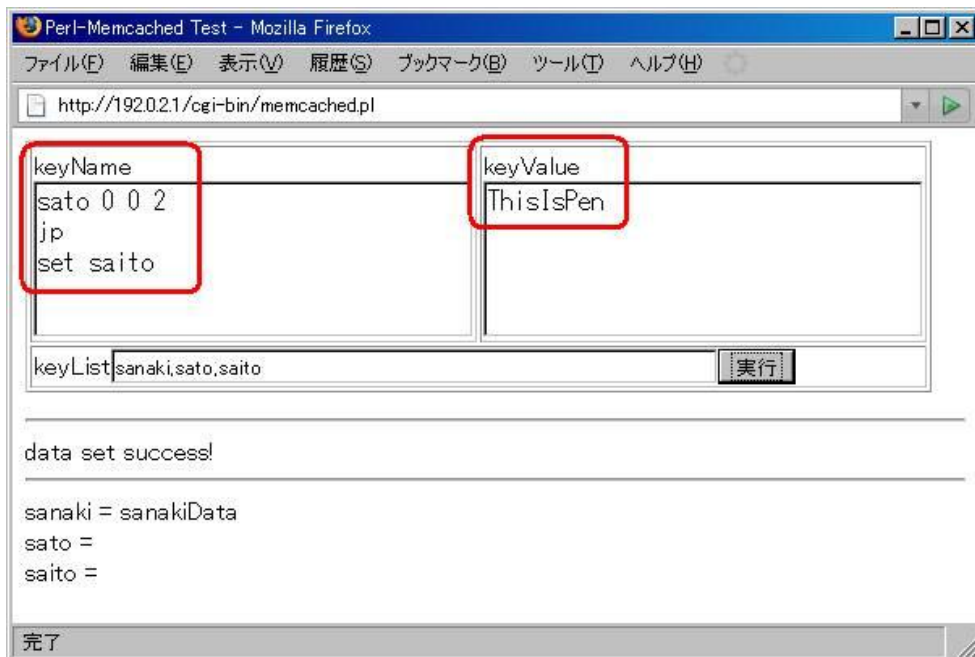 Perl-Memcached Test - Mozilla Firefox
ファイル(F) 編集(E) 表示(V) 履歴(S) ブックマーク(B) ツール(T) ヘルプ(H)
http://192.0.2.1/cgi-bin/memcached.pl
keyName
sato 0 0 2
jp
set saito
keyValue
ThisIsPen
keyList sanaki,sato,saito 実行
data set success!
sanaki = sanakiData
sato =
saito =
完了